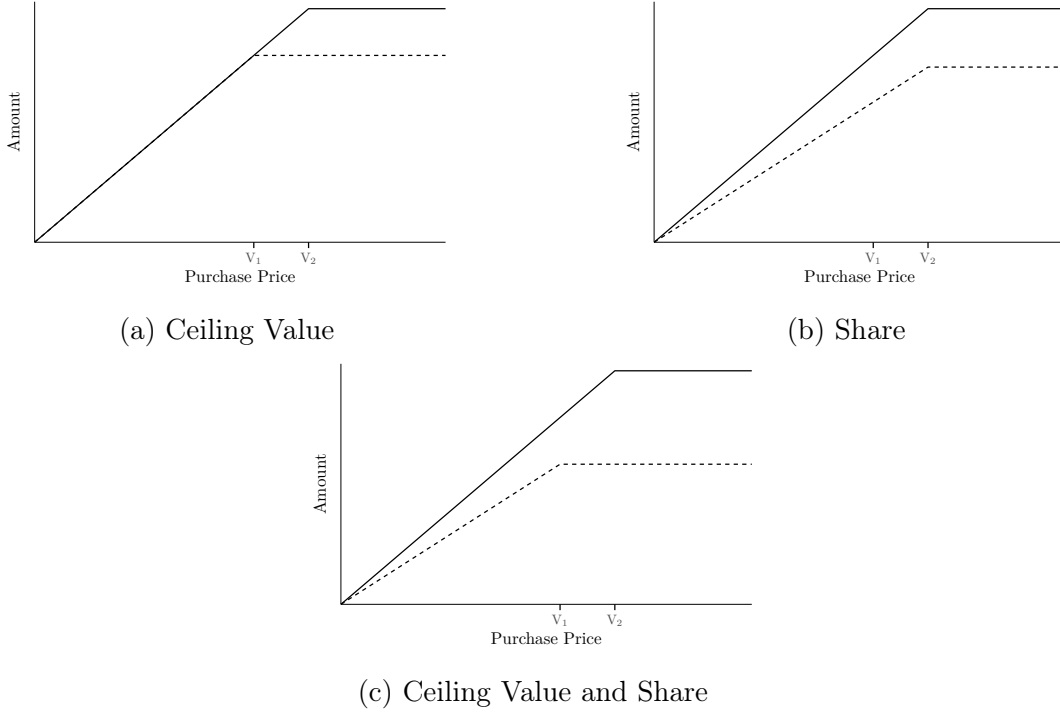 Amount
V₁ V₂
Purchase Price
(a) Ceiling Value
Amount
V₁ V₂
Purchase Price
(b) Share
Amount
V₁ V₂
Purchase Price
(c) Ceiling Value and Share